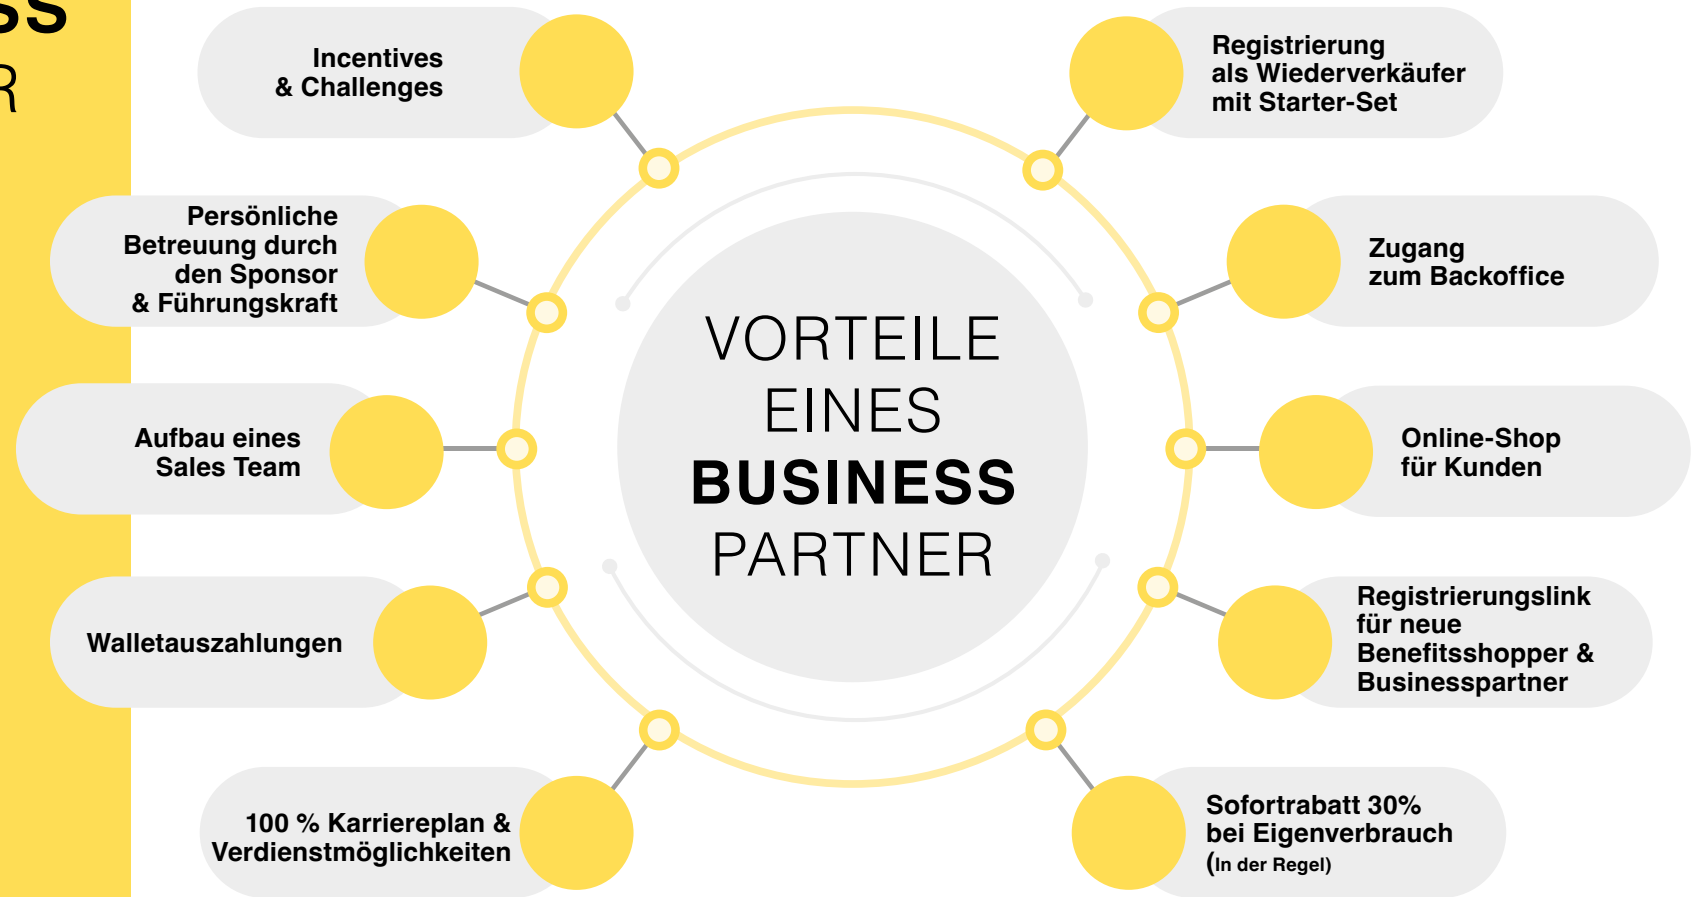 SS
R
Incentives
& Challenges
Persönliche
Betreuung durch
den Sponsor
& Führungskraft
Aufbau eines
Sales Team
Walletauszahlungen
100 % Karriereplan &
Verdienstmöglichkeiten
VORTEILE
EINES
BUSINESS
PARTNER
Registrierung
als Wiederverkäufer
mit Starter-Set
Zugang
zum Backoffice
Online-Shop
für Kunden
Registrierungslink
für neue
Benefitsshopper &
Businesspartner
Sofortrabatt 30%
bei Eigenverbrauch
(In der Regel)